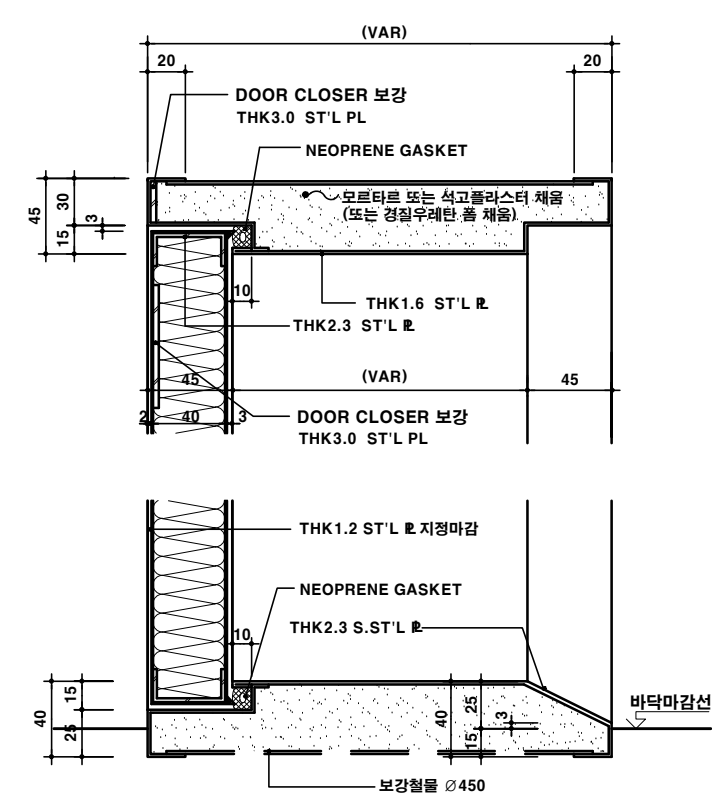 (VAR)
20
20
DOOR CLOSER 보강
THK3.0 ST'L PL
NEOPRENE GASKET
45
30
15
3
모르타르 또는 석고플라스터 채움
(또는 경질우레탄 폼 채움)
10
THK1.6 ST'L PL
THK2.3 ST'L PL
45
(VAR)
45
2
40
3
DOOR CLOSER 보강
THK3.0 ST'L PL
THK1.2 ST'L PL 지정마감
NEOPRENE GASKET
10
THK2.3 S.ST'L PL
40
15
25
40
25
15
3
바닥마감선
보강철물 ∅450